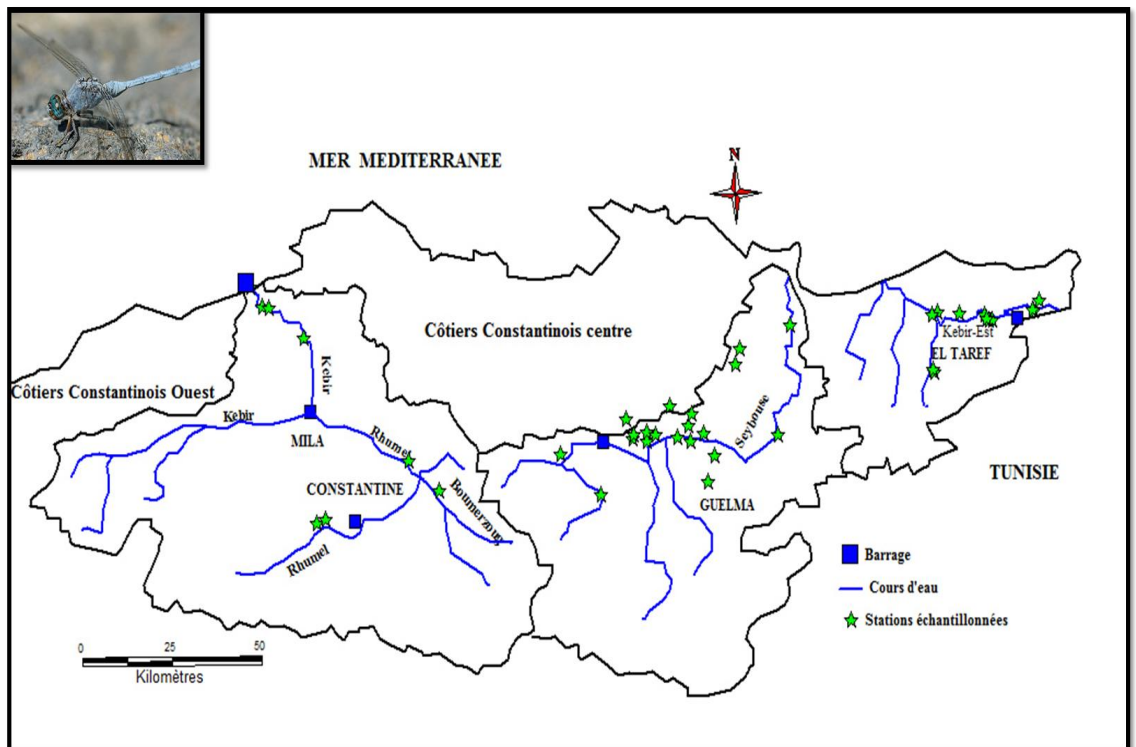 MER MEDITERRANEE
N
Côtiers Constantinois centre
Kebir-Est
EL TAREF
Kebir
Côtiers Constantinois Ouest
Kebir
Seybouse
MILA
Rhumel
TUNISIE
CONSTANTINE
Boumerzoug
GUELMA
Rhumel
Barrage
Cours d'eau
Stations échantillonnées
0 25 50
Kilomètres